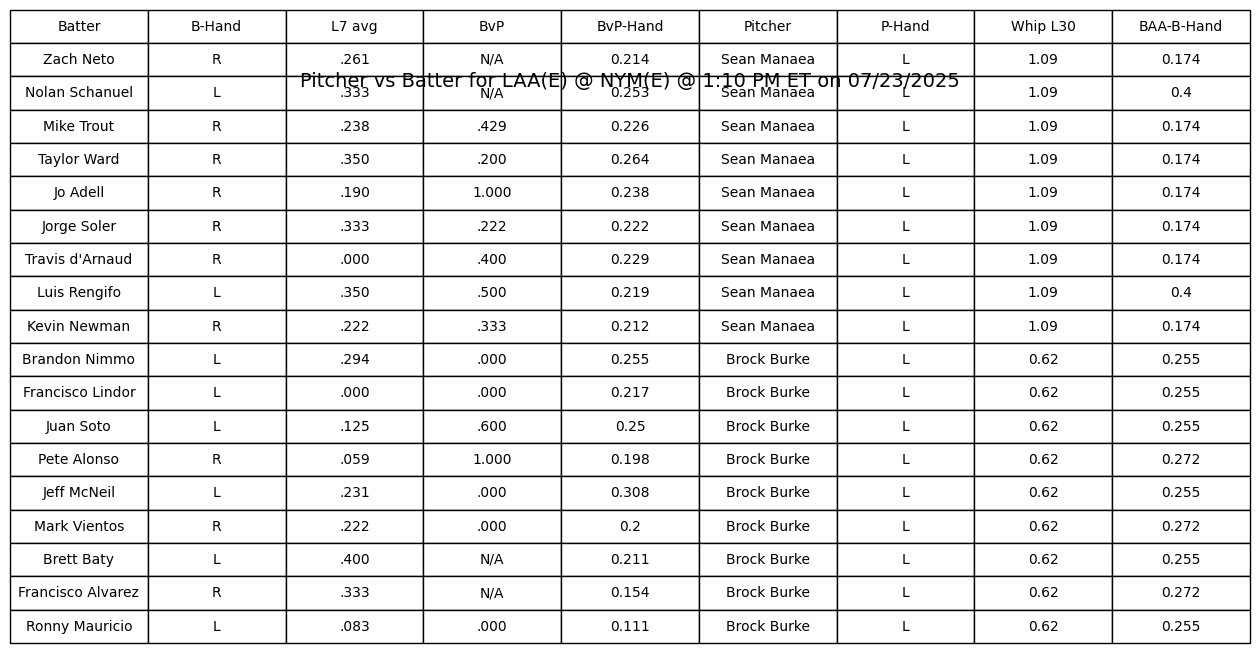 Batter B-Hand L7 avg BvP BvP-Hand Pitcher P-Hand Whip L30 BAA-B-Hand
Zach Neto R .261 N/A 0.214 Sean Manaea L 1.09 0.174
Pitcher vs Batter for LAA(E) @ NYM(E) @ 1:10 PM ET on 07/23/2025
Nolan Schanuel L .333 N/A 0.253 Sean Manaea L 1.09 0.4
Mike Trout R .238 .429 0.226 Sean Manaea L 1.09 0.174
Taylor Ward R .350 .200 0.264 Sean Manaea L 1.09 0.174
Jo Adell R .190 1.000 0.238 Sean Manaea L 1.09 0.174
Jorge Soler R .333 .222 0.222 Sean Manaea L 1.09 0.174
Travis d'Arnaud R .000 .400 0.229 Sean Manaea L 1.09 0.174
Luis Rengifo L .350 .500 0.219 Sean Manaea L 1.09 0.4
Kevin Newman R .222 .333 0.212 Sean Manaea L 1.09 0.174
Brandon Nimmo L .294 .000 0.255 Brock Burke L 0.62 0.255
Francisco Lindor L .000 .000 0.217 Brock Burke L 0.62 0.255
Juan Soto L .125 .600 0.25 Brock Burke L 0.62 0.255
Pete Alonso R .059 1.000 0.198 Brock Burke L 0.62 0.272
Jeff McNeil L .231 .000 0.308 Brock Burke L 0.62 0.255
Mark Vientos R .222 .000 0.2 Brock Burke L 0.62 0.272
Brett Baty L .400 N/A 0.211 Brock Burke L 0.62 0.255
Francisco Alvarez R .333 N/A 0.154 Brock Burke L 0.62 0.272
Ronny Mauricio L .083 .000 0.111 Brock Burke L 0.62 0.255